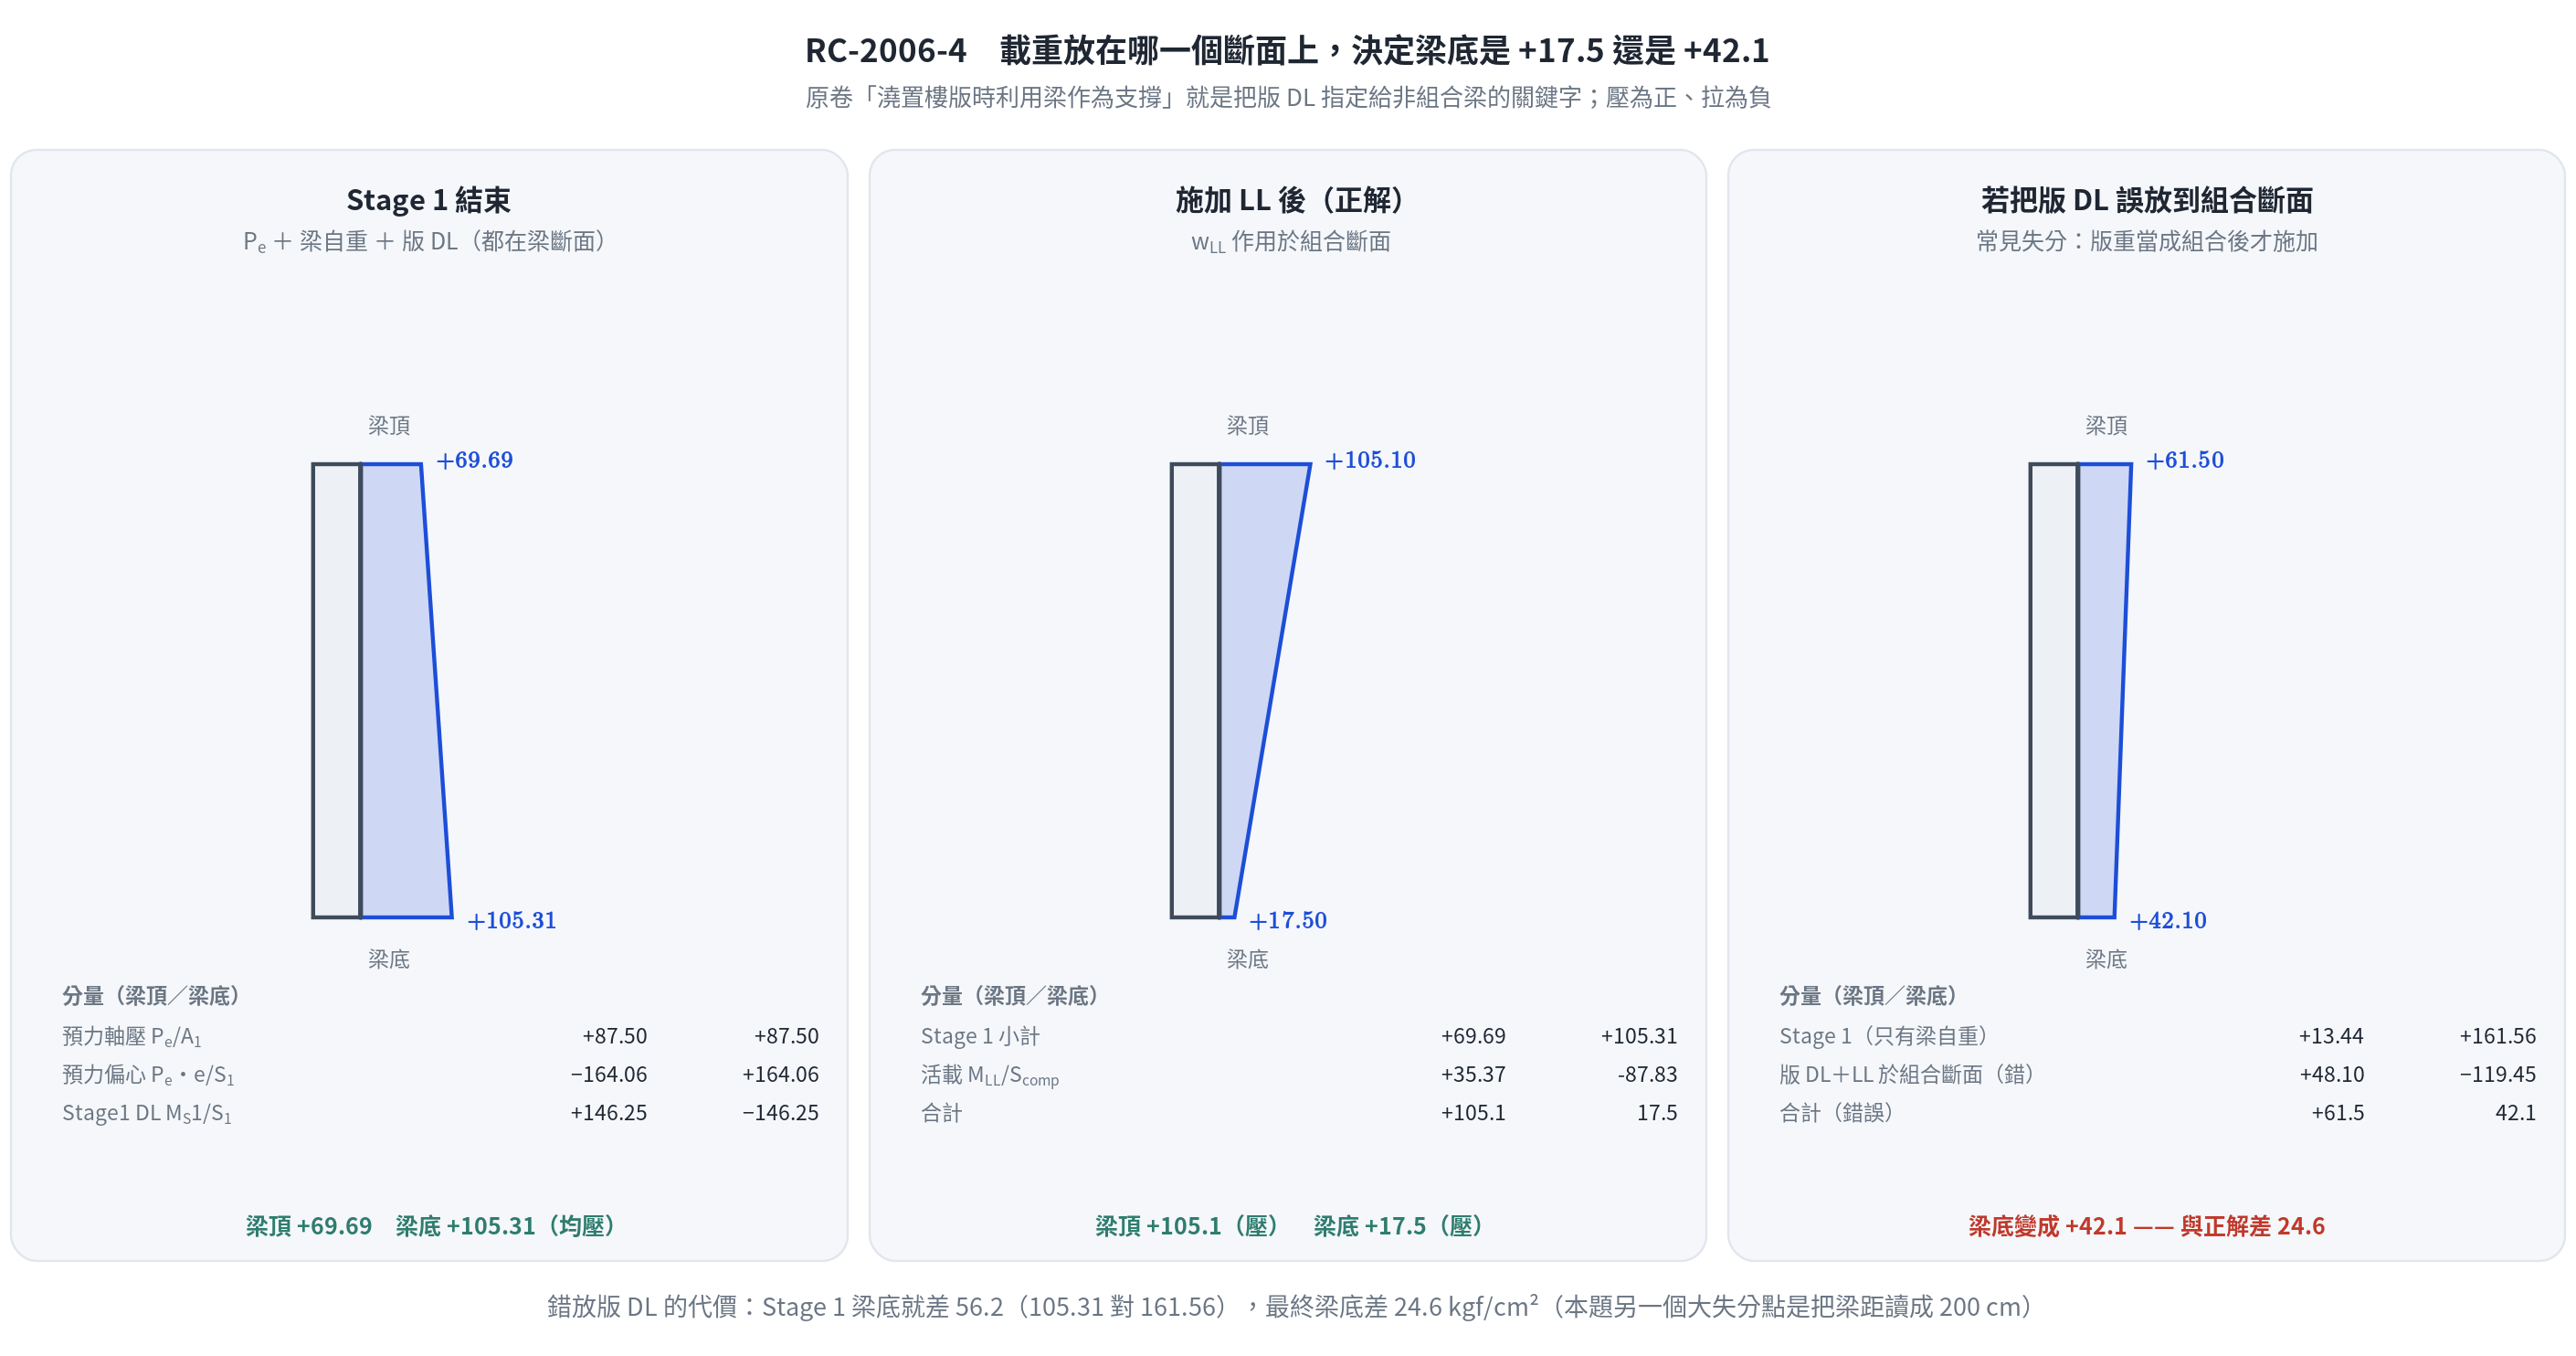 RC-2006-4　載重放在哪一個斷面上，決定梁底是 +17.5 還是 +42.1
原卷「澆置樓版時利用梁作為支撐」就是把版 DL 指定給非組合梁的關鍵字；壓為正、拉為負
Stage 1 結束
Pₑ ＋ 梁自重 ＋ 版 DL（都在梁斷面）
梁頂
+69.69
+105.31
梁底
分量（梁頂／梁底）
預力軸壓 Pₑ/A₁ +87.50 +87.50
預力偏心 Pₑ・e/S₁ −164.06 +164.06
Stage1 DL M_S1/S₁ +146.25 −146.25
梁頂 +69.69　梁底 +105.31（均壓）
施加 LL 後（正解）
w_LL 作用於組合斷面
梁頂
+105.10
+17.50
梁底
分量（梁頂／梁底）
Stage 1 小計 +69.69 +105.31
活載 M_LL/S_comp +35.37 -87.83
合計 +105.1 17.5
梁頂 +105.1（壓）　梁底 +17.5（壓）
若把版 DL 誤放到組合斷面
常見失分：版重當成組合後才施加
梁頂
+61.50
+42.10
梁底
分量（梁頂／梁底）
Stage 1（只有梁自重） +13.44 +161.56
版 DL＋LL 於組合斷面（錯） +48.10 −119.45
合計（錯誤） +61.5 42.1
梁底變成 +42.1 —— 與正解差 24.6
錯放版 DL 的代價：Stage 1 梁底就差 56.2（105.31 對 161.56），最終梁底差 24.6 kgf/cm²（本題另一個大失分點是把梁距讀成 200 cm）